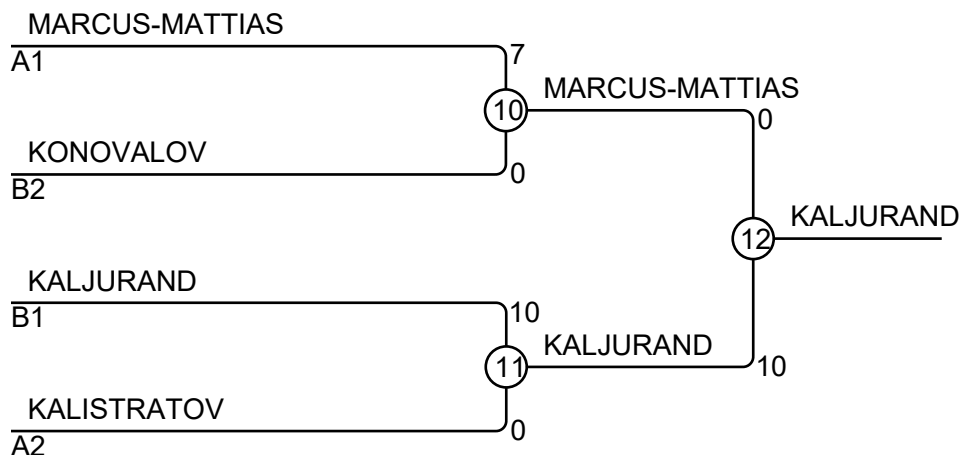 MARCUS-MATTIAS
A1
7
10
MARCUS-MATTIAS
0
KONOVALOV
B2
0
12
KALJURAND
KALJURAND
B1
10
11
KALJURAND
10
KALISTRATOV
A2
0